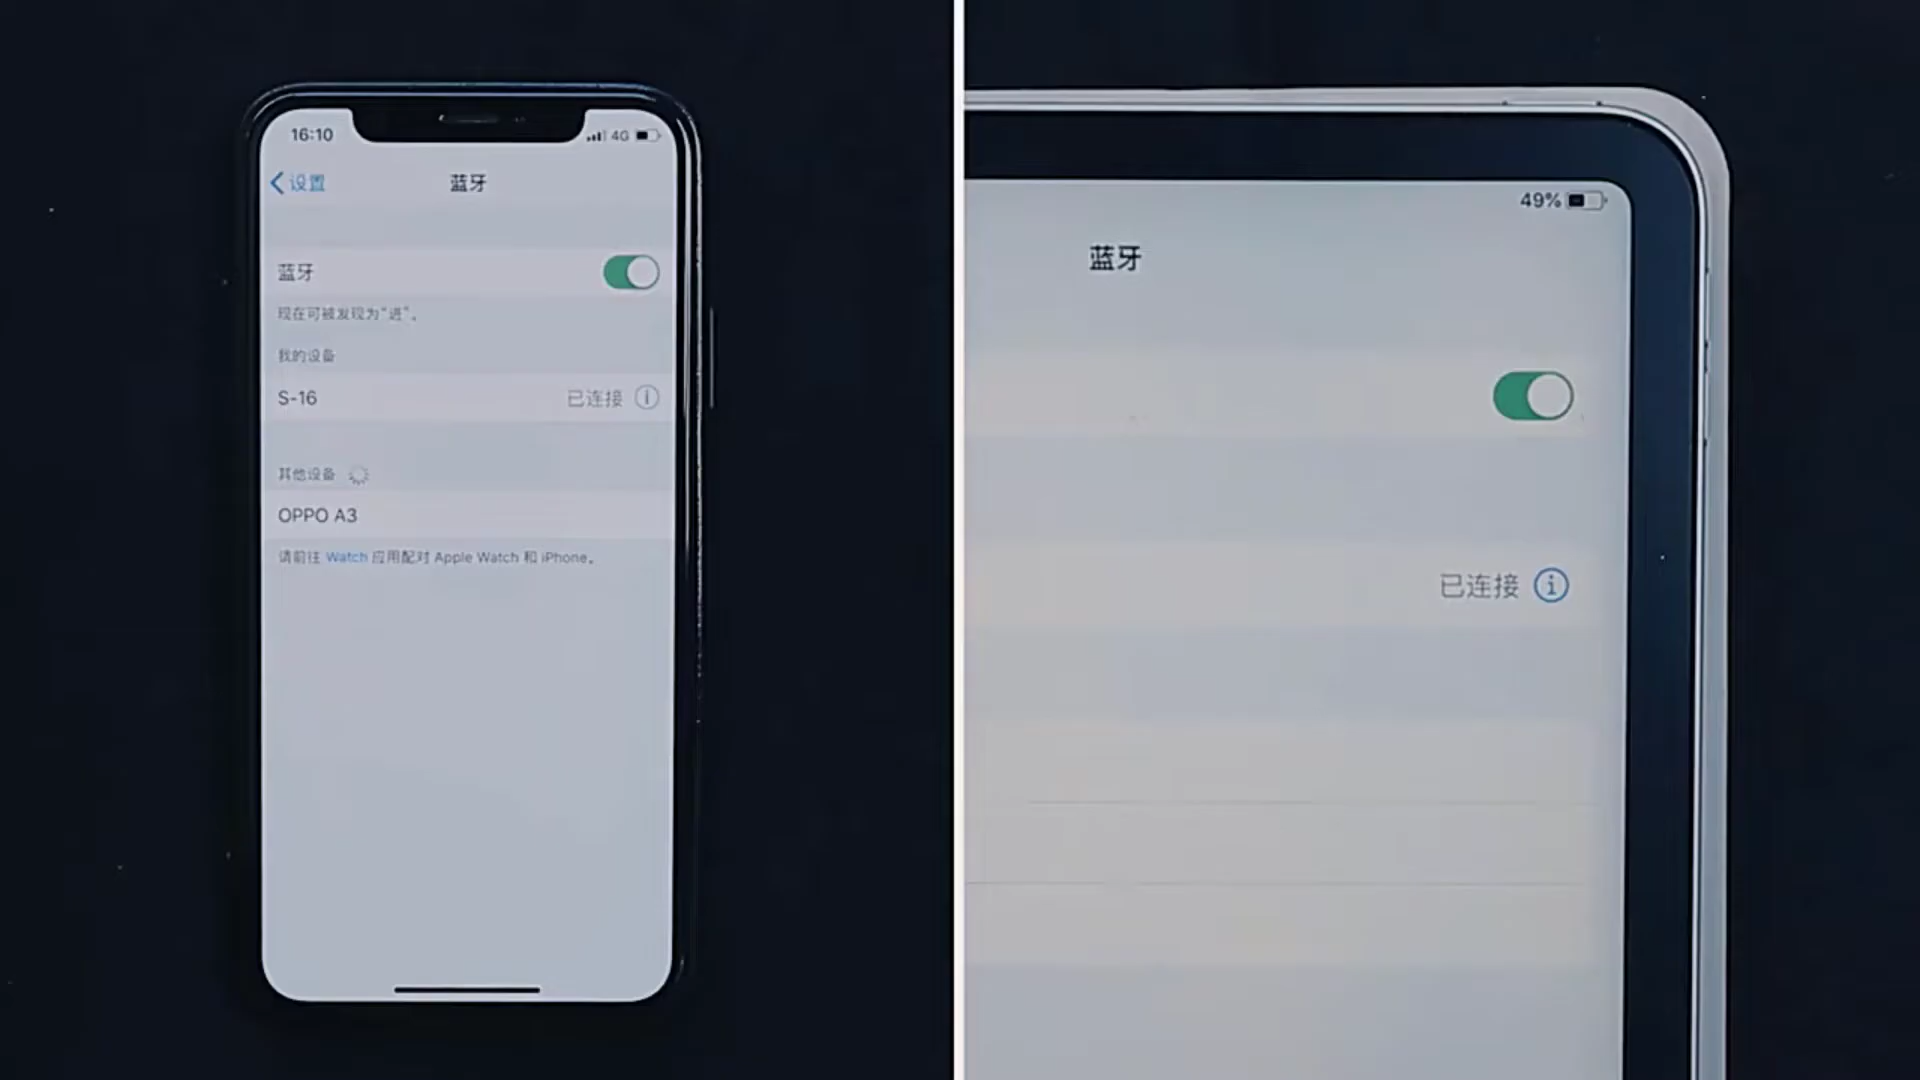 16:10
4G
设置
蓝牙
蓝牙
现在可被发现为“进”。
我的设备
S-16 已连接
其他设备
OPPO A3
请前往 Watch 应用配对 Apple Watch 和 iPhone。
49%
蓝牙
已连接